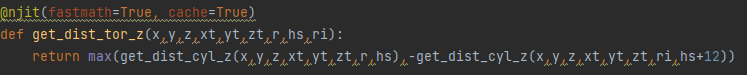 @njit(fastmath=True, cache=True)
def get_dist_tor_z(x,y,z,xt,yt,zt,r,hs,ri):
    return max(get_dist_cyl_z(x,y,z,xt,yt,zt,r,hs),-get_dist_cyl_z(x,y,z,xt,yt,zt,ri,hs+12))